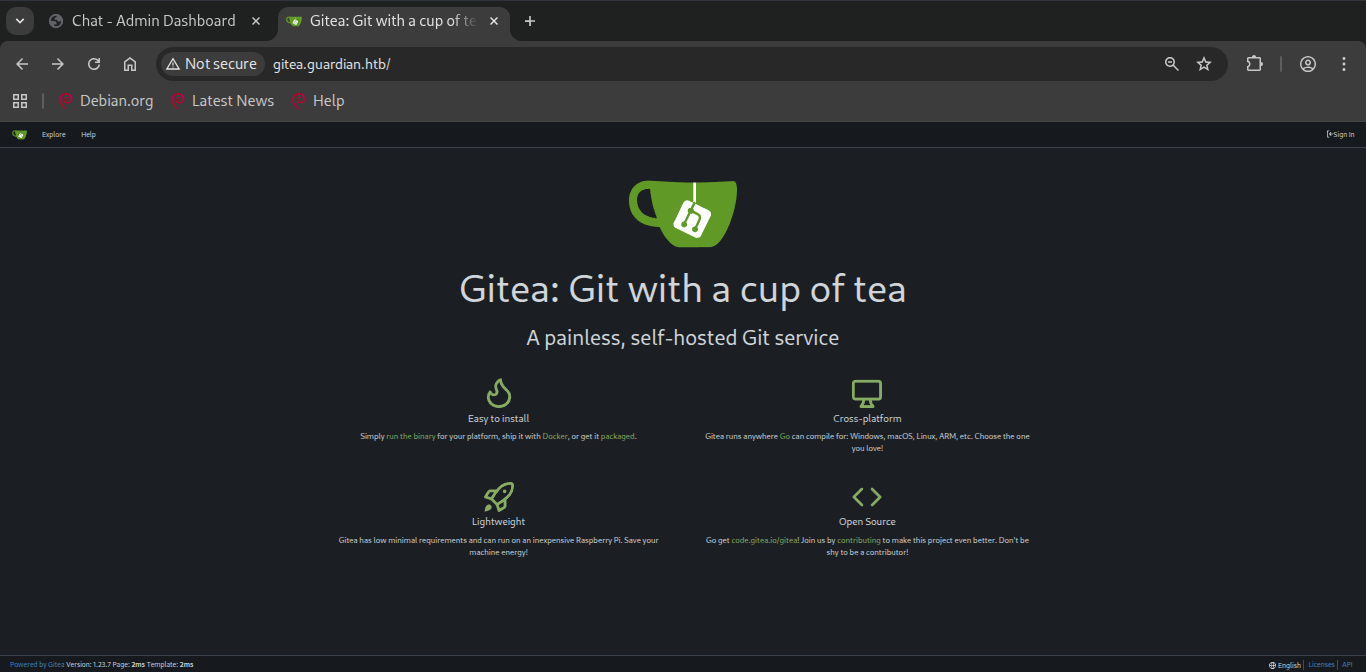 Chat - Admin Dashboard
Gitea: Git with a cup of te
Not secure gitea.guardian.htb/
Debian.org Latest News Help
Explore Help Sign In
Gitea: Git with a cup of tea
A painless, self-hosted Git service
Easy to install
Simply run the binary for your platform, ship it with Docker, or get it packaged.
Cross-platform
Gitea runs anywhere Go can compile for: Windows, macOS, Linux, ARM, etc. Choose the one
you love!
Lightweight
Gitea has low minimal requirements and can run on an inexpensive Raspberry Pi. Save your
machine energy!
Open Source
Go get code.gitea.io/gitea! Join us by contributing to make this project even better. Don't be
shy to be a contributor!
Powered by Gitea Version: 1.23.7 Page: 2ms Template: 2ms
English Licenses API